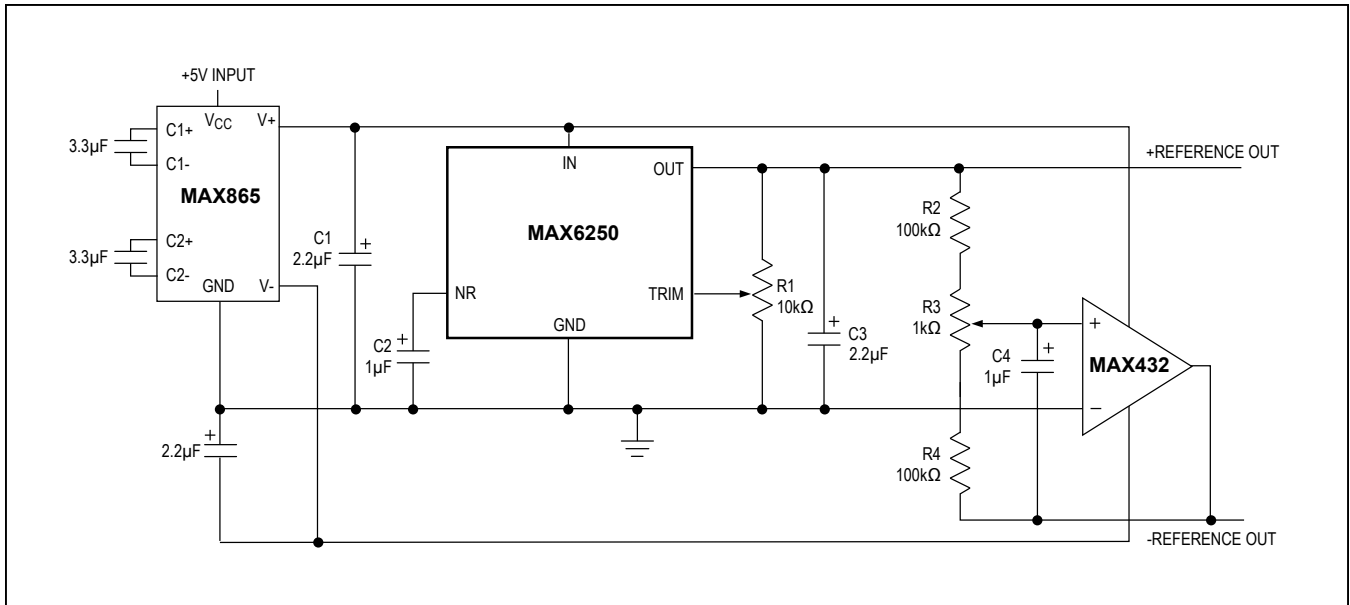 +5V INPUT
VCC
V+
C1+
C1-
3.3µF
MAX865
C2+
C2-
3.3µF
GND
V-
C1
2.2µF
+
IN
OUT
MAX6250
NR
TRIM
GND
C2
1µF
+
R1
10kΩ
C3
2.2µF
+
+REFERENCE OUT
R2
100kΩ
R3
1kΩ
C4
1µF
+
+
MAX432
−
R4
100kΩ
2.2µF
+
-REFERENCE OUT